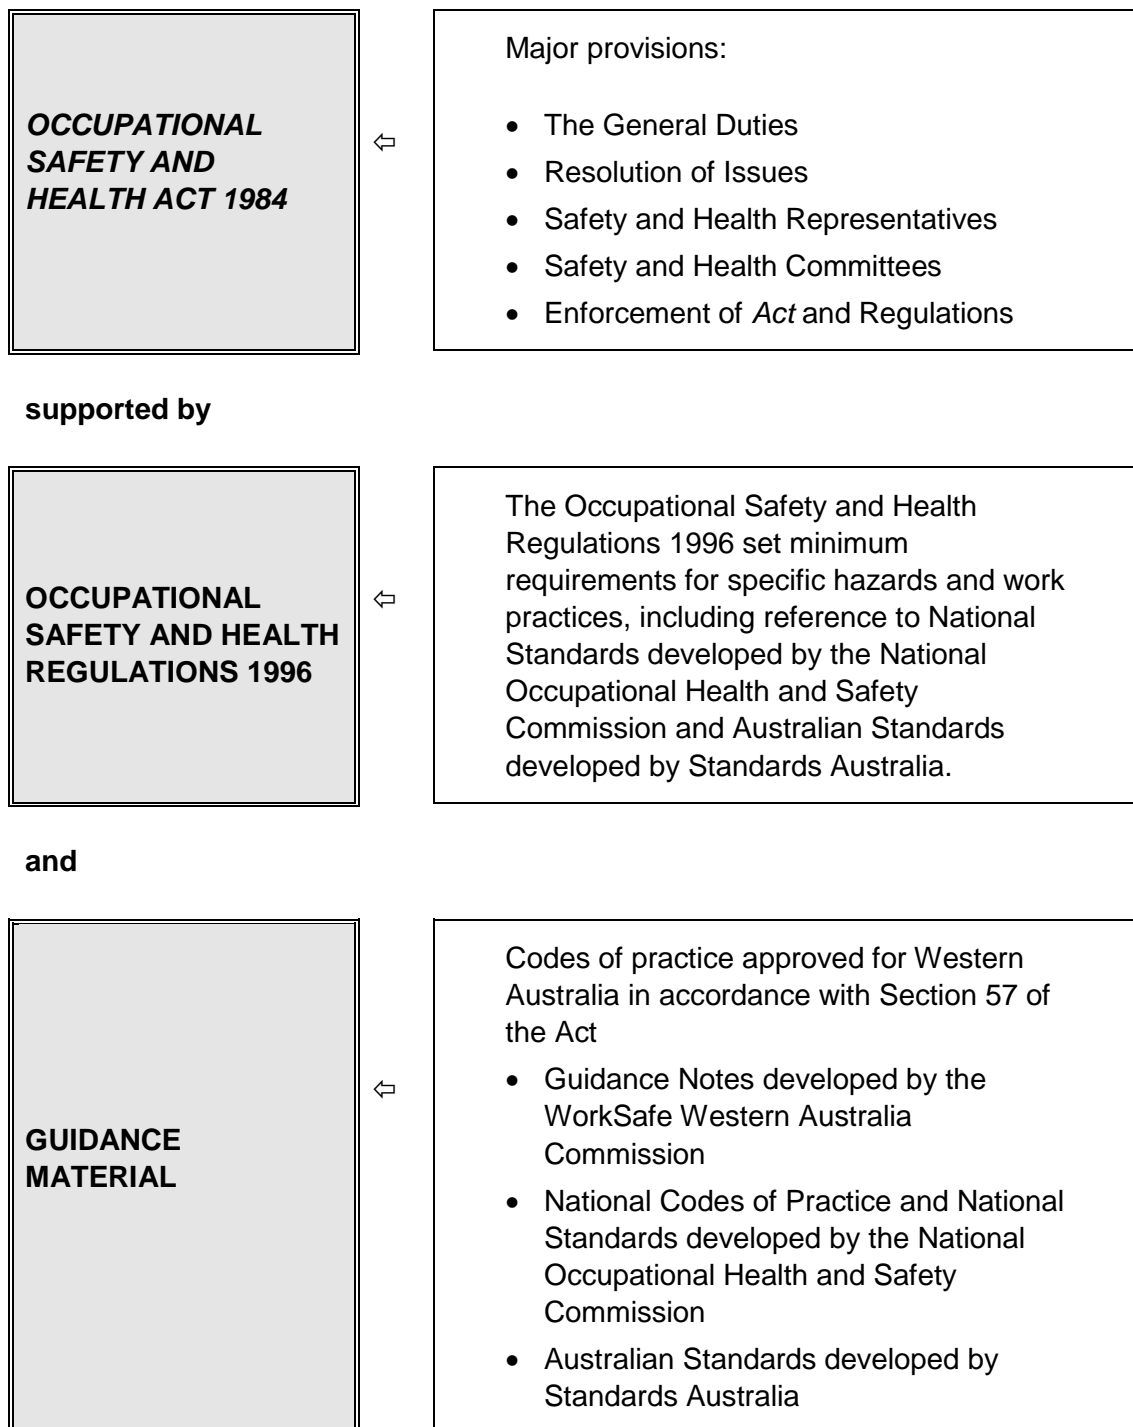 OCCUPATIONAL
SAFETY AND
HEALTH ACT 1984
⇦
Major provisions:
• The General Duties
• Resolution of Issues
• Safety and Health Representatives
• Safety and Health Committees
• Enforcement of Act and Regulations
supported by
OCCUPATIONAL
SAFETY AND HEALTH
REGULATIONS 1996
⇦
The Occupational Safety and Health
Regulations 1996 set minimum
requirements for specific hazards and work
practices, including reference to National
Standards developed by the National
Occupational Health and Safety
Commission and Australian Standards
developed by Standards Australia.
and
GUIDANCE
MATERIAL
⇦
Codes of practice approved for Western
Australia in accordance with Section 57 of
the Act
• Guidance Notes developed by the
WorkSafe Western Australia
Commission
• National Codes of Practice and National
Standards developed by the National
Occupational Health and Safety
Commission
• Australian Standards developed by
Standards Australia